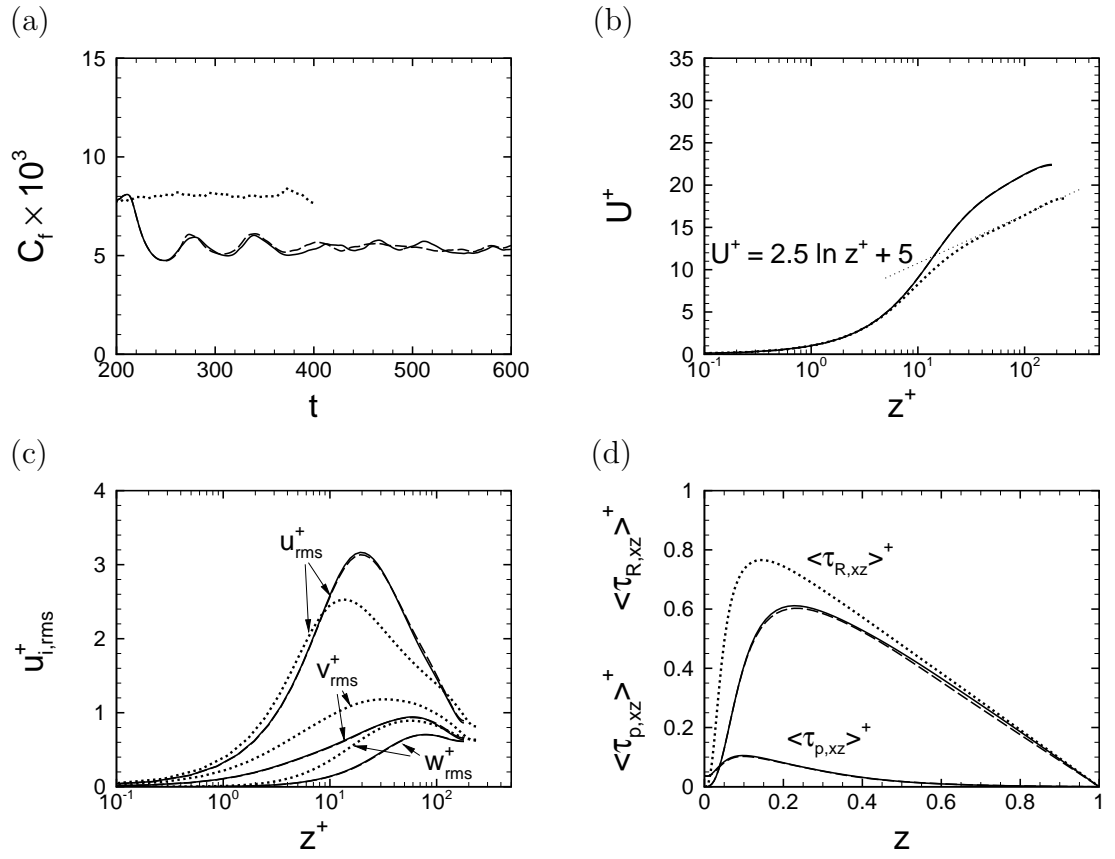 (a)
15
10
5
0
200 300 400 500 600
C_f × 10^3
t
(b)
35
30
25
20
15
10
5
0
10^-1 10^0 10^1 10^2
U^+
z^+
U^+ = 2.5 ln z^+ + 5
(c)
4
3
2
1
0
10^-1 10^0 10^1 10^2
u^+_i,rms
z^+
u^+_rms
v^+_rms
w^+_rms
(d)
1
0.8
0.6
0.4
0.2
0
0 0.2 0.4 0.6 0.8 1
<τ_p,xz>^+ <τ_R,xz>^+
z
<τ_R,xz>^+
<τ_p,xz>^+